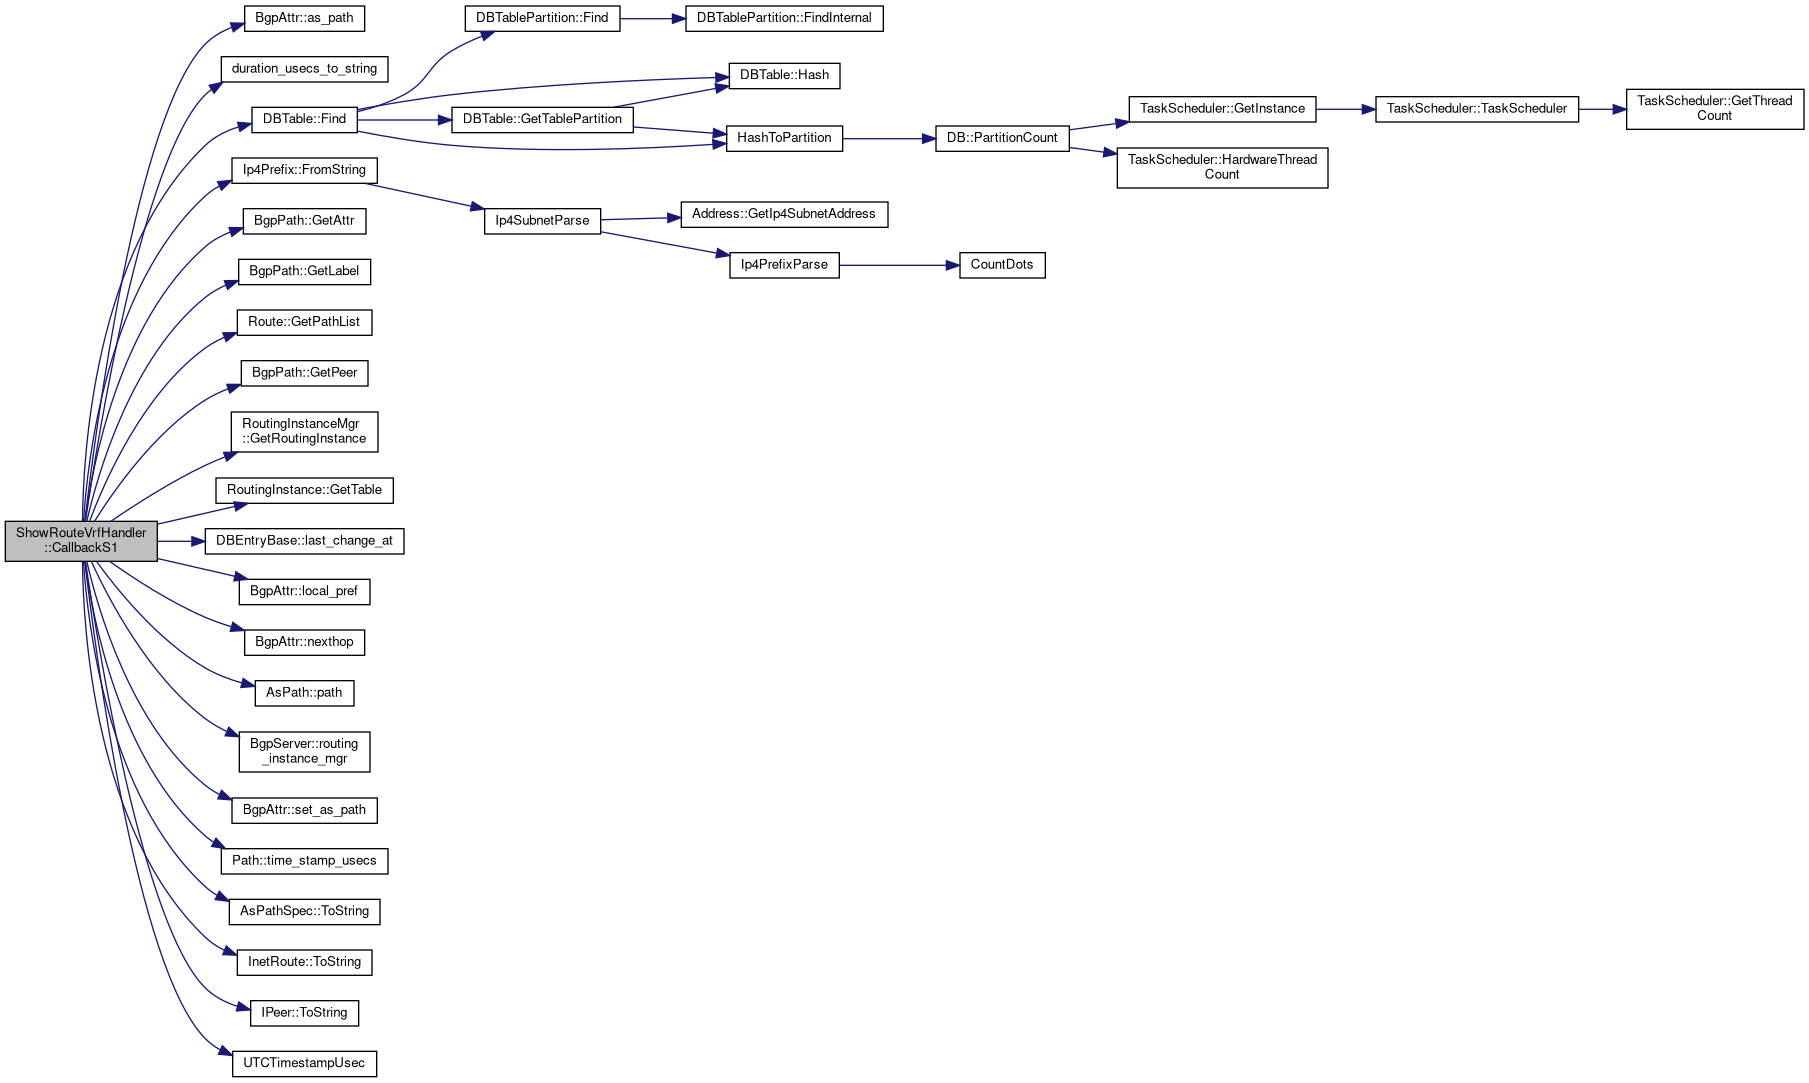 BgpAttr::as_path
DBTablePartition::Find
DBTablePartition::FindInternal
duration_usecs_to_string
DBTable::Hash
DBTable::Find
DBTable::GetTablePartition
HashToPartition
DB::PartitionCount
TaskScheduler::GetInstance
TaskScheduler::TaskScheduler
TaskScheduler::GetThread
Count
TaskScheduler::HardwareThread
Count
Ip4Prefix::FromString
Ip4SubnetParse
Address::GetIp4SubnetAddress
Ip4PrefixParse
CountDots
BgpPath::GetAttr
BgpPath::GetLabel
Route::GetPathList
BgpPath::GetPeer
RoutingInstanceMgr
::GetRoutingInstance
RoutingInstance::GetTable
ShowRouteVrfHandler
::CallbackS1
DBEntryBase::last_change_at
BgpAttr::local_pref
BgpAttr::nexthop
AsPath::path
BgpServer::routing
_instance_mgr
BgpAttr::set_as_path
Path::time_stamp_usecs
AsPathSpec::ToString
InetRoute::ToString
IPeer::ToString
UTCTimestampUsec